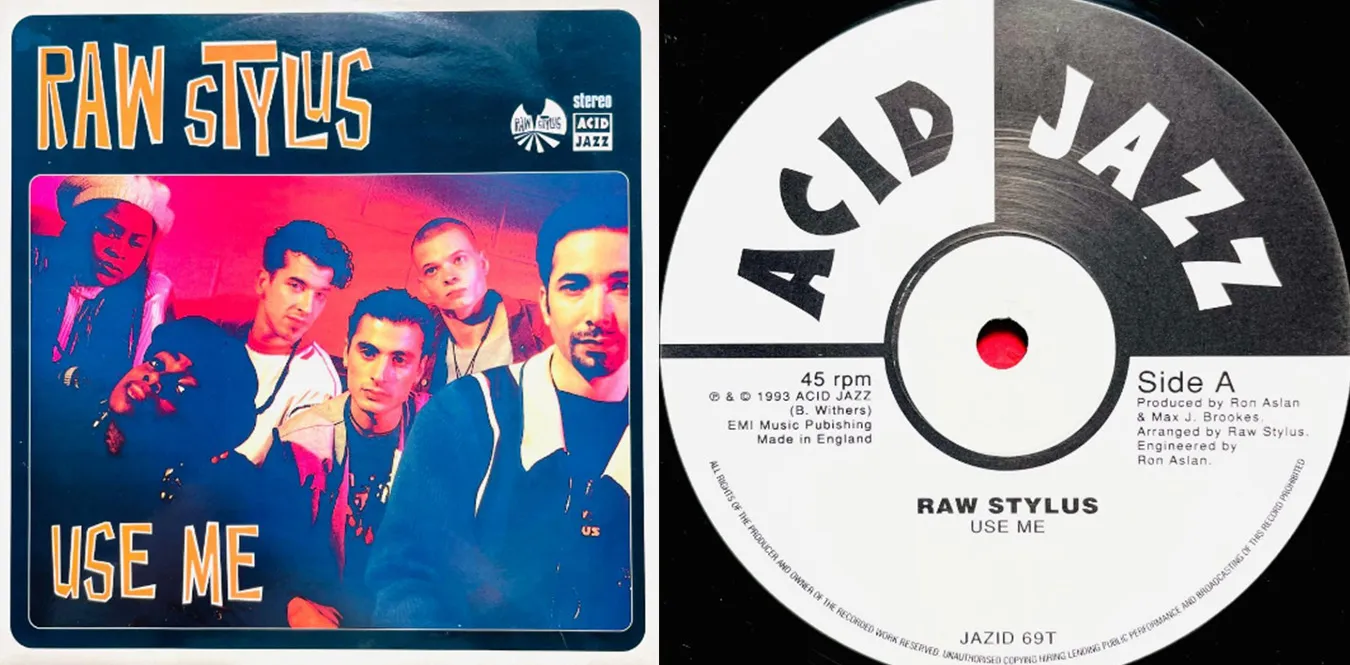 RAW STYLUS
RAW STYLUS
stereo
ACID
JAZZ
US
USE ME
ACID JAZZ
45 rpm
℗ & © 1993 ACID JAZZ
(B. Withers)
EMI Music Pubishing
Made in England
Side A
Produced by Ron Aslan
& Max J. Brookes.
Arranged by Raw Stylus.
Engineered by
Ron Aslan.
RAW STYLUS
USE ME
JAZID 69T
ALL RIGHTS OF THE PRODUCER AND OWNER OF THE RECORDED WORK RESERVED. UNAUTHORISED COPYING HIRING LENDING PUBLIC PERFORMANCE AND BROADCASTING OF THIS RECORD PROHIBITED